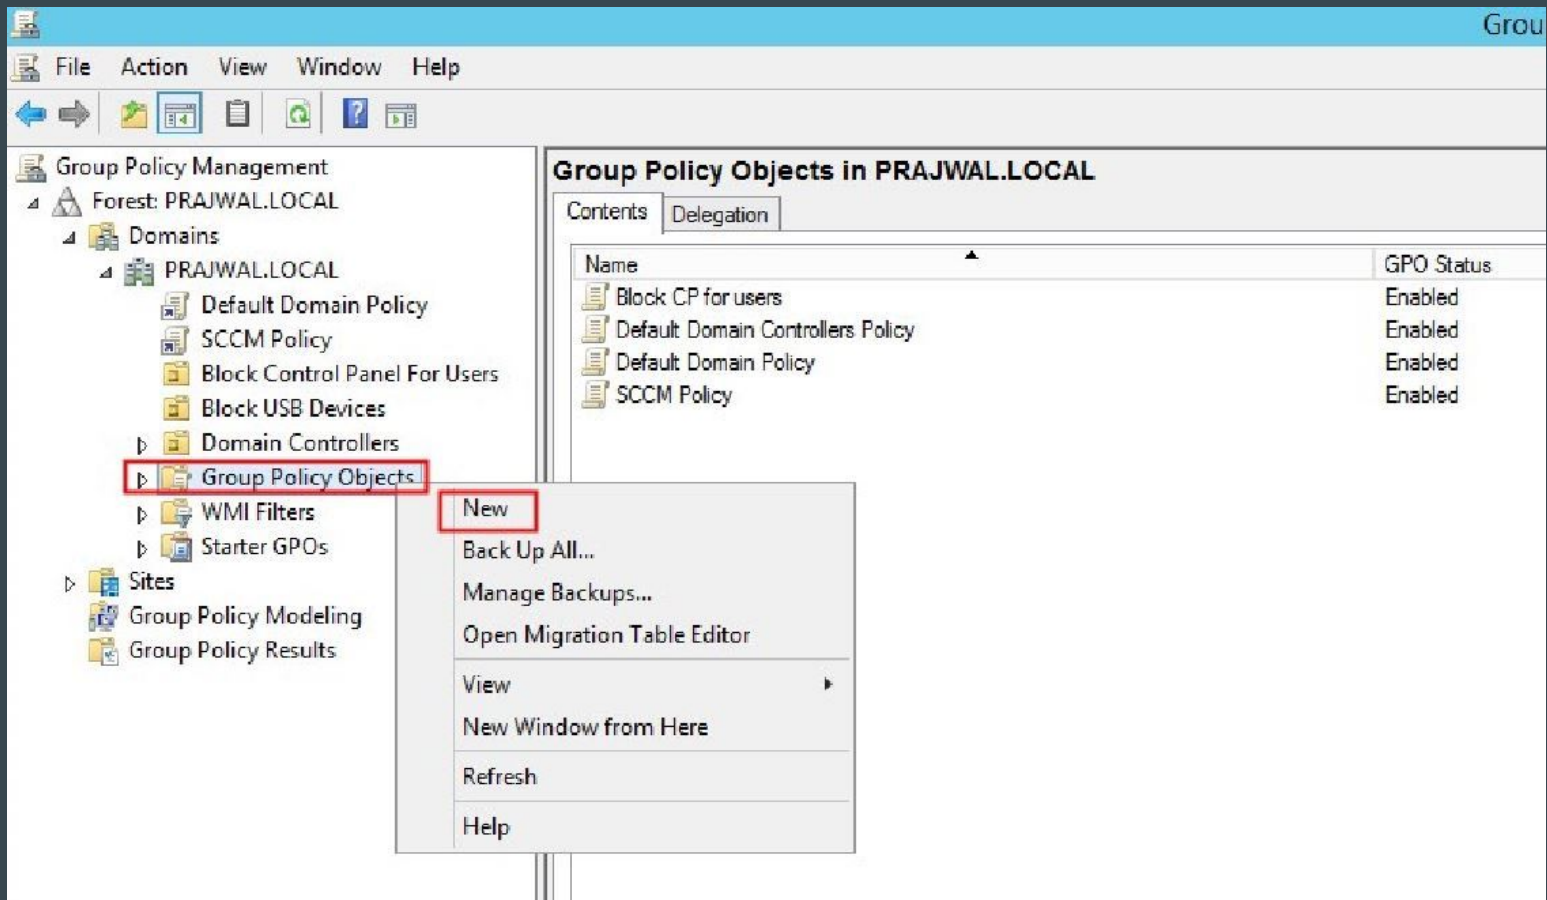 Grou
File Action View Window Help
Group Policy Management
Forest: PRAJWAL.LOCAL
Domains
PRAJWAL.LOCAL
Default Domain Policy
SCCM Policy
Block Control Panel For Users
Block USB Devices
Domain Controllers
Group Policy Objects
WMI Filters
Starter GPOs
Sites
Group Policy Modeling
Group Policy Results
Group Policy Objects in PRAJWAL.LOCAL
Contents Delegation
Name GPO Status
Block CP for users Enabled
Default Domain Controllers Policy Enabled
Default Domain Policy Enabled
SCCM Policy Enabled
New
Back Up All...
Manage Backups...
Open Migration Table Editor
View
New Window from Here
Refresh
Help